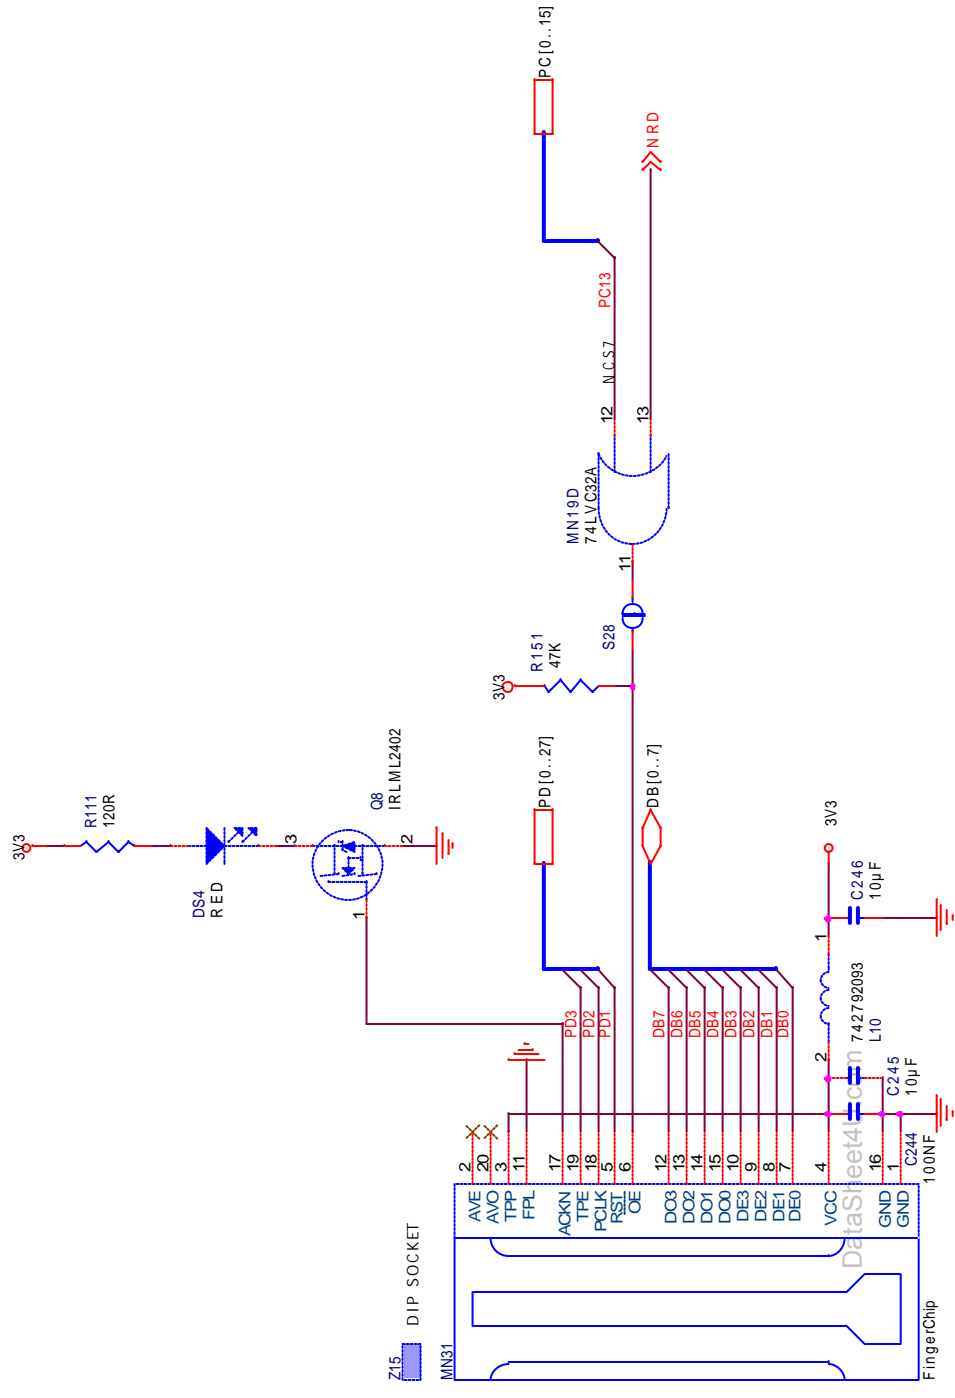 PC[0..15]
NRD
PC13
NCS7
12
13
MN19D
74LVC32A
11
S28
R151
47K
3V3
3V3
R111
120R
DS4
RED
3
Q8
IRLML2402
2
1
PD[0..27]
DB[0..7]
PD3
PD2
PD1
DB7
DB6
DB5
DB4
DB3
DB2
DB1
DB0
3V3
C246
10µF
1
742792093
L10
2
C245
10µF
C244
100NF
2
20
3
11
17
19
18
5
6
12
13
14
15
10
9
8
7
4
16
1
AVE
AVO
TPP
FPL
ACKN
TPE
PCLK
RST
OE
DO3
DO2
DO1
DO0
DE3
DE2
DE1
DE0
VCC
GND
GND
Z15
DIP SOCKET
MN31
FingerChip
DataSheet4U.com